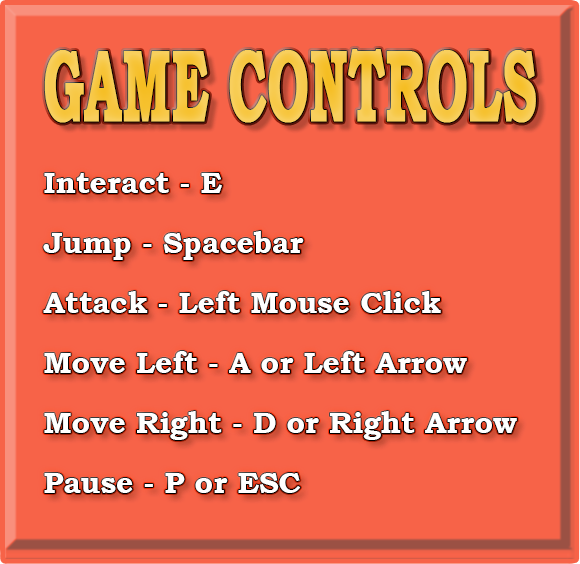 GAME CONTROLS
Interact - E
Jump - Spacebar
Attack - Left Mouse Click
Move Left - A or Left Arrow
Move Right - D or Right Arrow
Pause - P or ESC